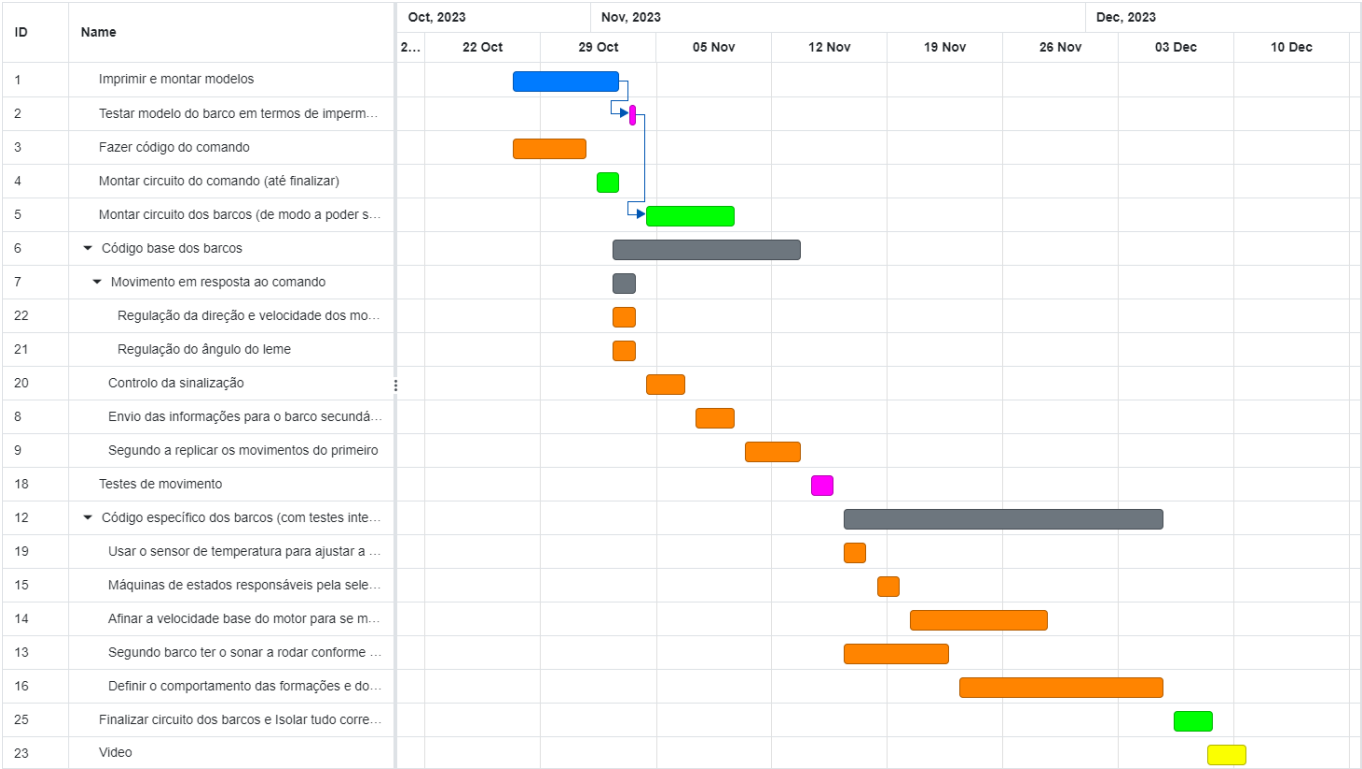 Oct, 2023 Nov, 2023 Dec, 2023
ID Name
2... 22 Oct 29 Oct 05 Nov 12 Nov 19 Nov 26 Nov 03 Dec 10 Dec
1 Imprimir e montar modelos
2 Testar modelo do barco em termos de imperm...
3 Fazer código do comando
4 Montar circuito do comando (até finalizar)
5 Montar circuito dos barcos (de modo a poder s...
6 Código base dos barcos
7 Movimento em resposta ao comando
22 Regulação da direção e velocidade dos mo...
21 Regulação do ângulo do leme
20 Controlo da sinalização
8 Envio das informações para o barco secundá...
9 Segundo a replicar os movimentos do primeiro
18 Testes de movimento
12 Código específico dos barcos (com testes inte...
19 Usar o sensor de temperatura para ajustar a ...
15 Máquinas de estados responsáveis pela sele...
14 Afinar a velocidade base do motor para se m...
13 Segundo barco ter o sonar a rodar conforme ...
16 Definir o comportamento das formações e do...
25 Finalizar circuito dos barcos e Isolar tudo corre...
23 Video